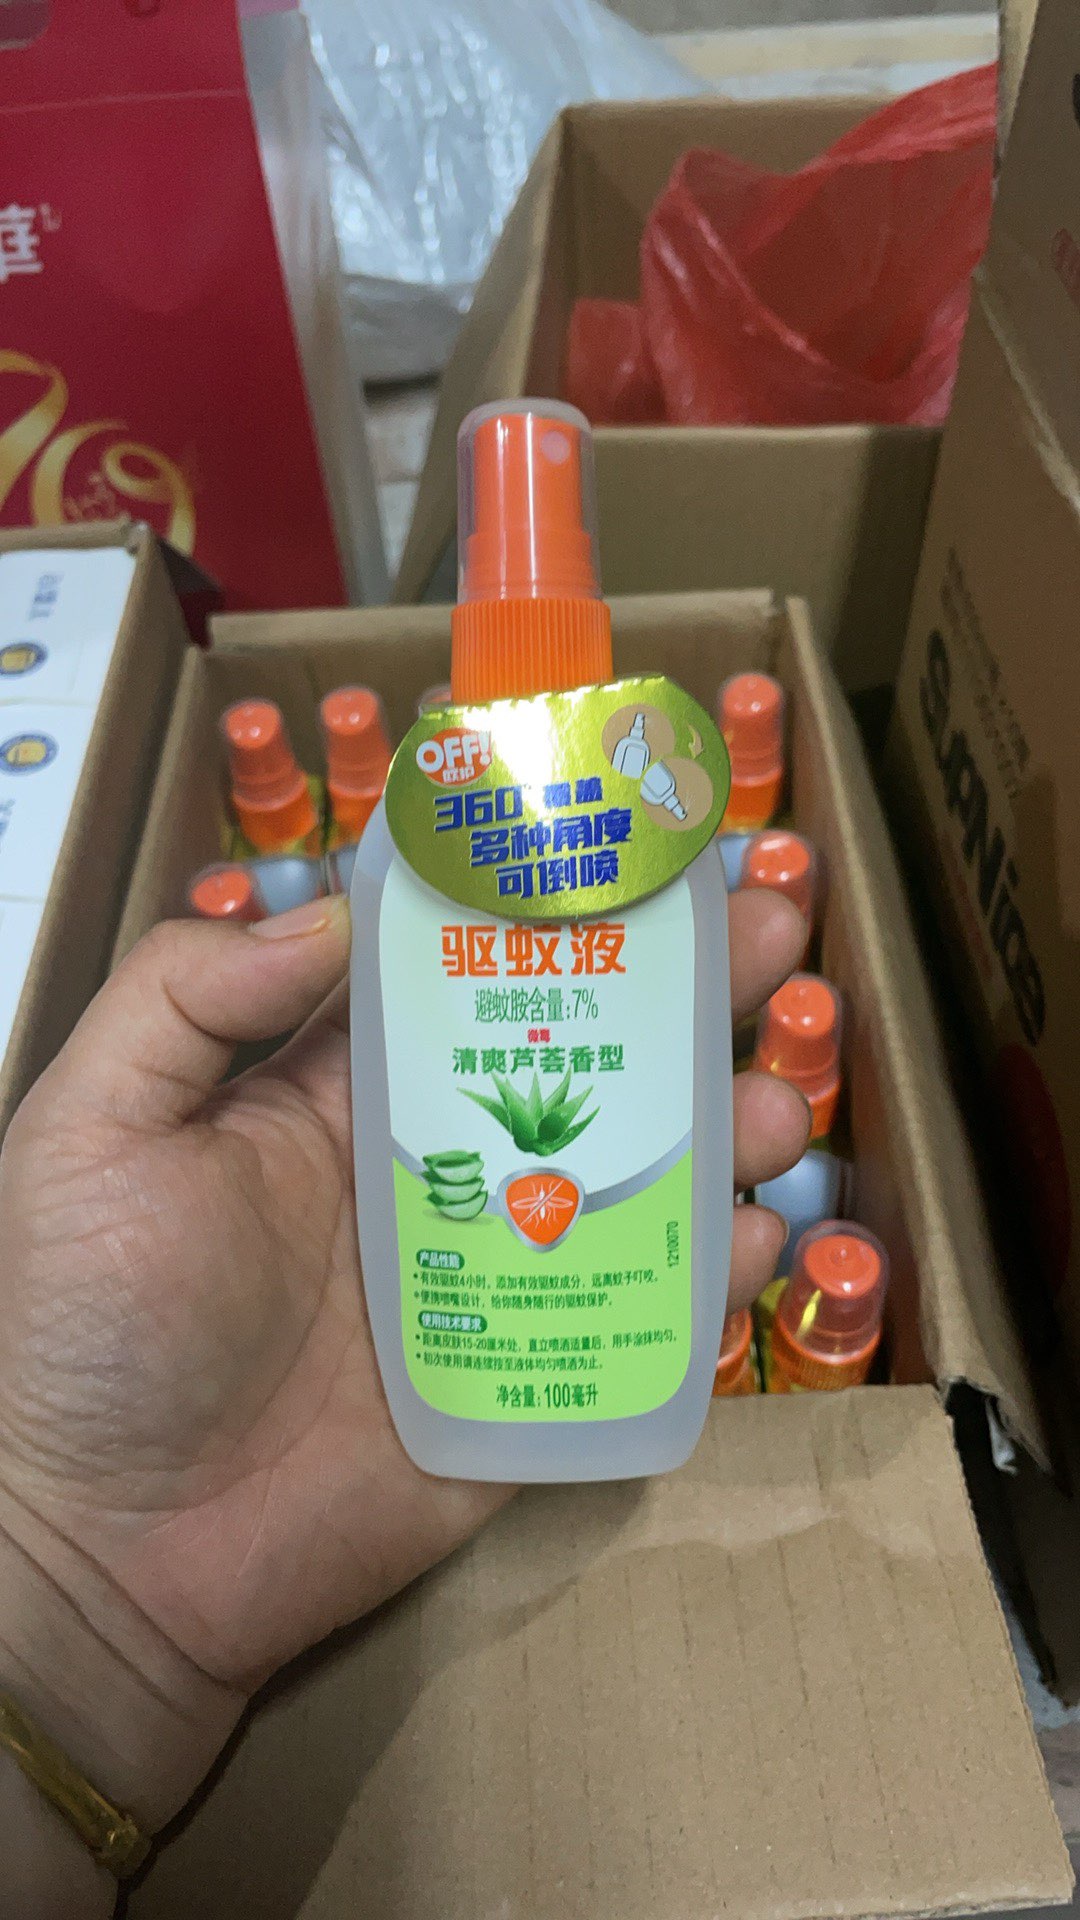 OFF!
欧护
360°覆盖
多种角度
可倒喷
驱蚊液
避蚊胺含量:7%
微毒
清爽芦荟香型
产品性能
•有效驱蚊4小时。添加有效驱蚊成分，远离蚊子叮咬。
•便携喷嘴设计，给你随身随行的驱蚊保护。
使用技术要求
•距离皮肤15-20厘米处，直立喷洒适量后，用手涂抹均匀。
•初次使用请连续按至液体均匀喷洒为止。
净含量:100毫升
1210070